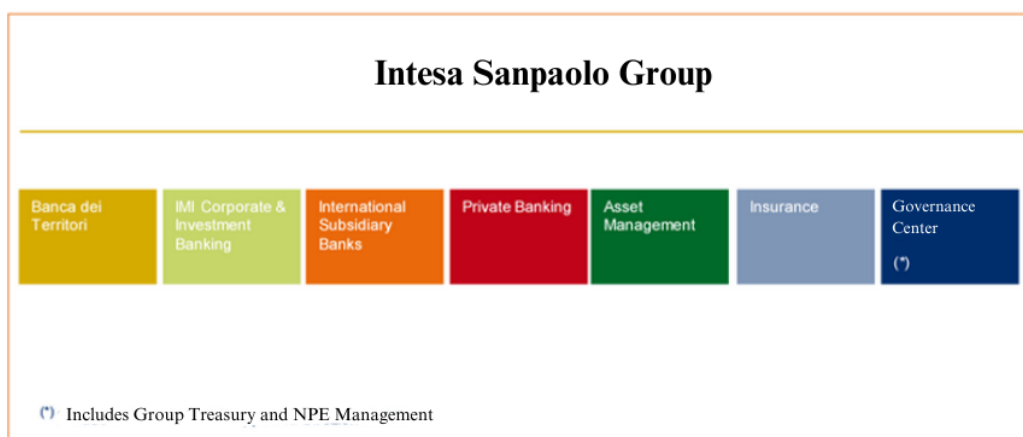 Intesa Sanpaolo Group
Banca dei
Territori
IMI Corporate &
Investment
Banking
International
Subsidiary
Banks
Private Banking
Asset
Management
Insurance
Governance
Center
(*)
(*) Includes Group Treasury and NPE Management